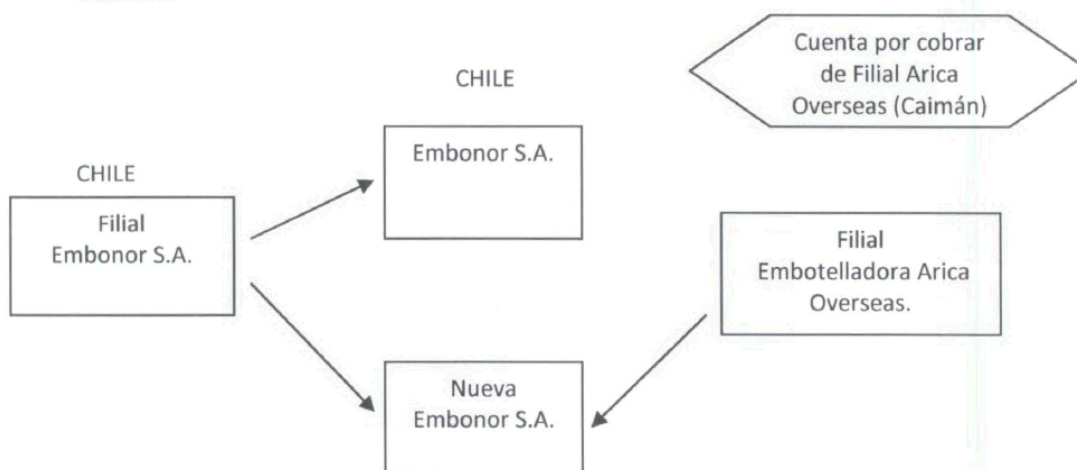 Cuenta por cobrar
de Filial Arica
Overseas (Caimán)
CHILE
Embonor S.A.
CHILE
Filial
Embonor S.A.
Filial
Embotelladora Arica
Overseas.
Nueva
Embonor S.A.